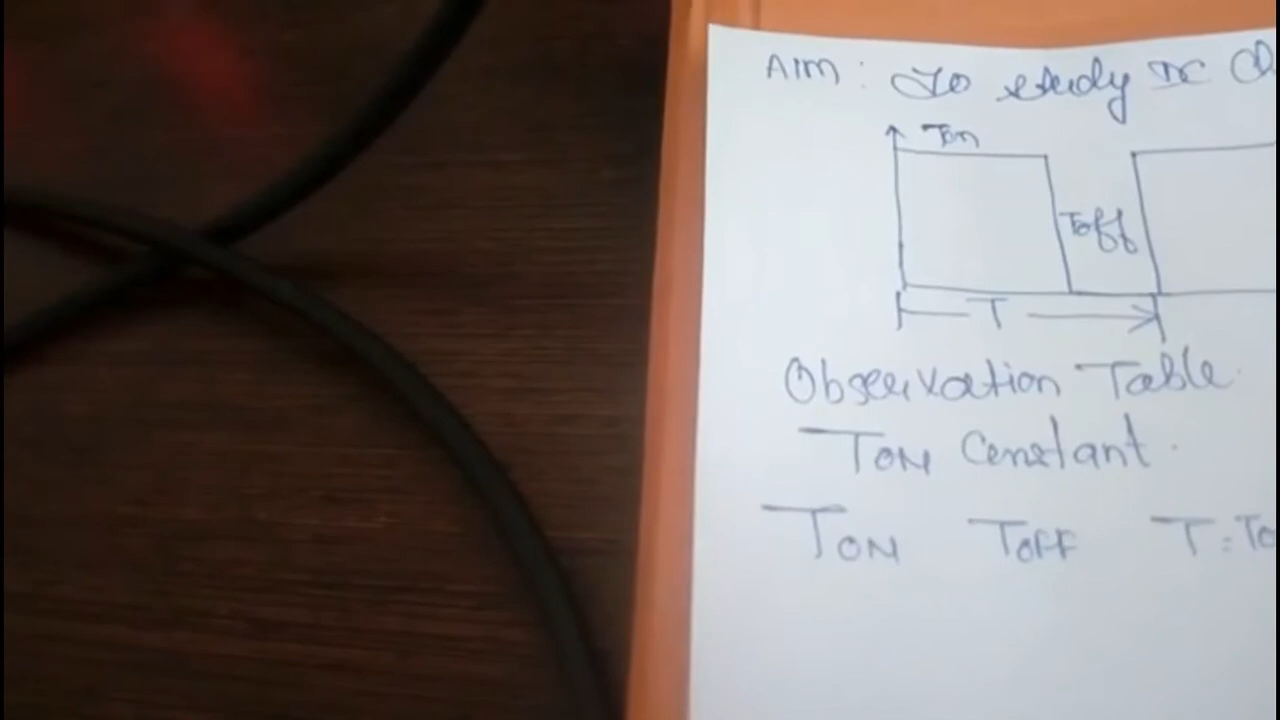 AIM: To study DC
Ton
Toff
T
Observation Table
TON Constant
TON TOFF T = To